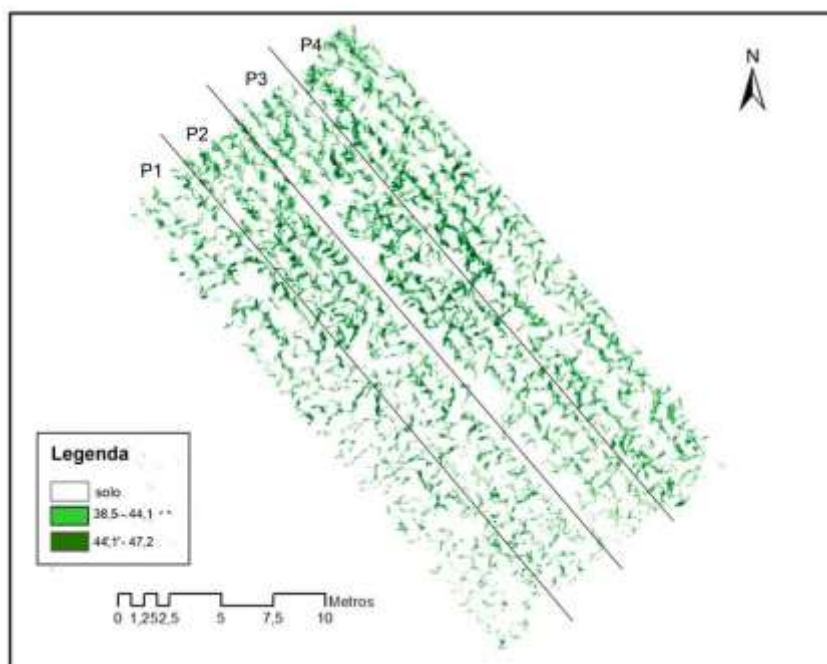 P4
N
P3
P2
P1
Legenda
solo
38,5-44,1
44,1'- 47,2
Metros
0 1,252,5 5 7,5 10